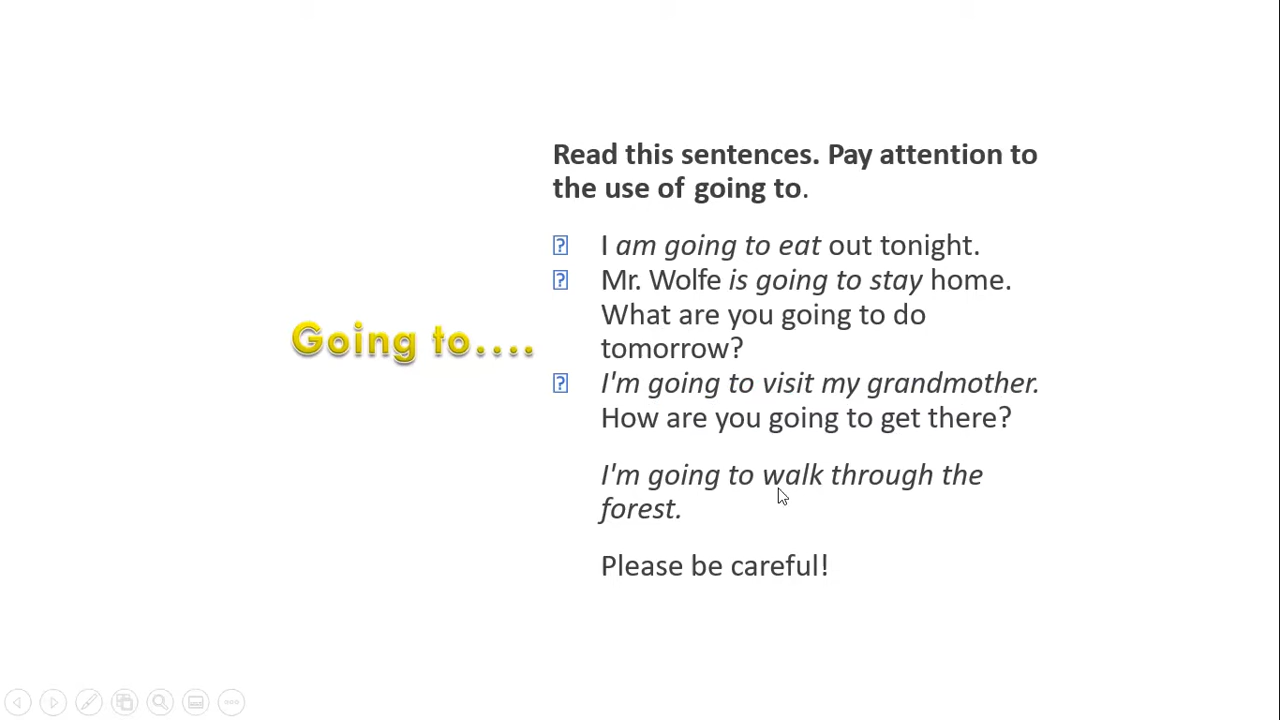 Going to....
Read this sentences. Pay attention to
the use of going to.
I am going to eat out tonight.
Mr. Wolfe is going to stay home.
What are you going to do
tomorrow?
I'm going to visit my grandmother.
How are you going to get there?
I'm going to walk through the
forest.
Please be careful!